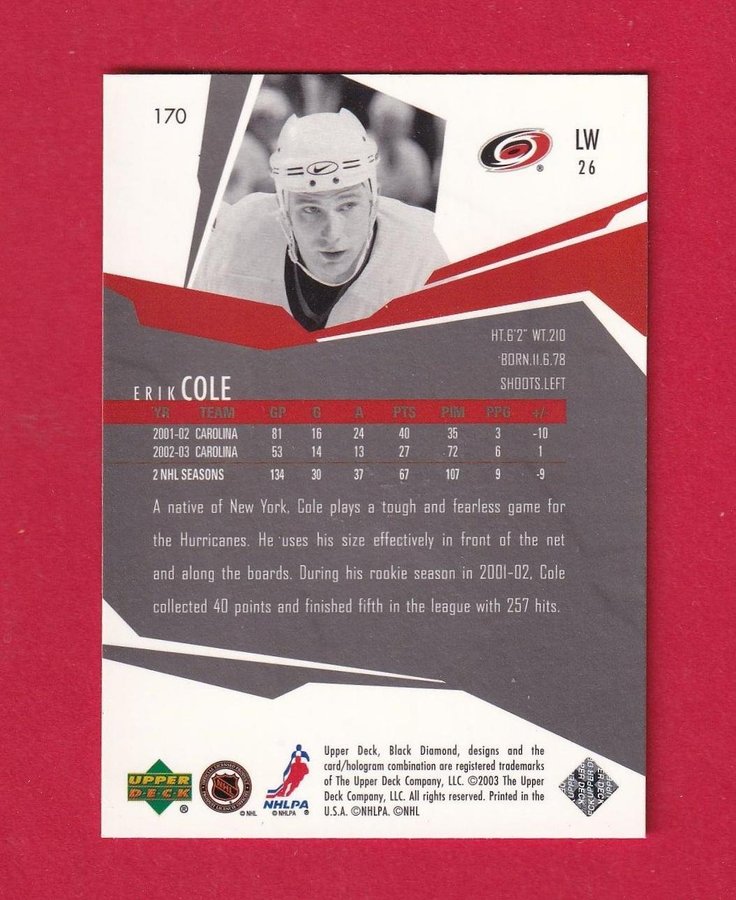 170
LW
26
HT.6'2" WT.210
BORN.11.6.78
SHOOTS.LEFT
ERIK COLE
YR TEAM GP G A PTS PIM PPG +/-
2001-02 CAROLINA 81 16 24 40 35 3 -10
2002-03 CAROLINA 53 14 13 27 72 6 1
2 NHL SEASONS 134 30 37 67 107 9 -9
A native of New York, Cole plays a tough and fearless game for
the Hurricanes. He uses his size effectively in front of the net
and along the boards. During his rookie season in 2001-02, Cole
collected 40 points and finished fifth in the league with 257 hits.
UPPER
D·E·C·K
®
NHL
©NHL
NHLPA
©NHLPA ®
Upper Deck, Black Diamond, designs and the
card/hologram combination are registered trademarks
of The Upper Deck Company, LLC. ©2003 The Upper
Deck Company, LLC. All rights reserved. Printed in the
U.S.A. ©NHLPA. ©NHL